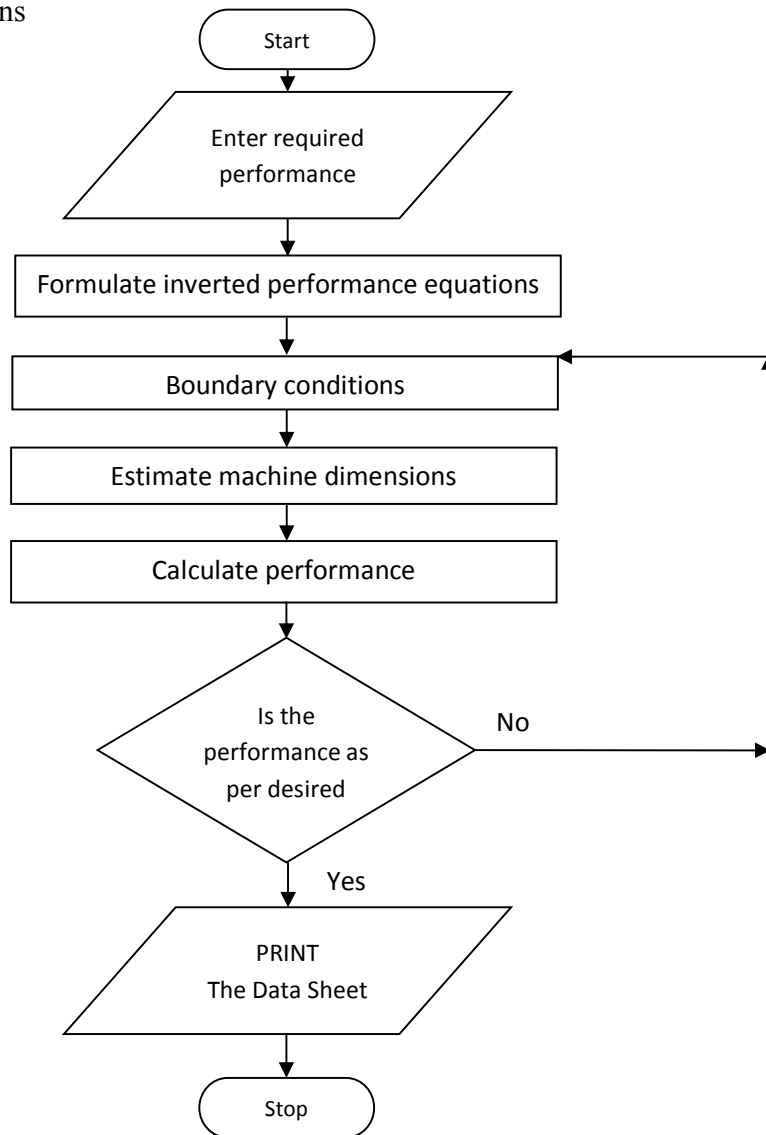 ns
Start
Enter required
performance
Formulate inverted performance equations
Boundary conditions
Estimate machine dimensions
Calculate performance
Is the
performance as
per desired
No
Yes
PRINT
The Data Sheet
Stop